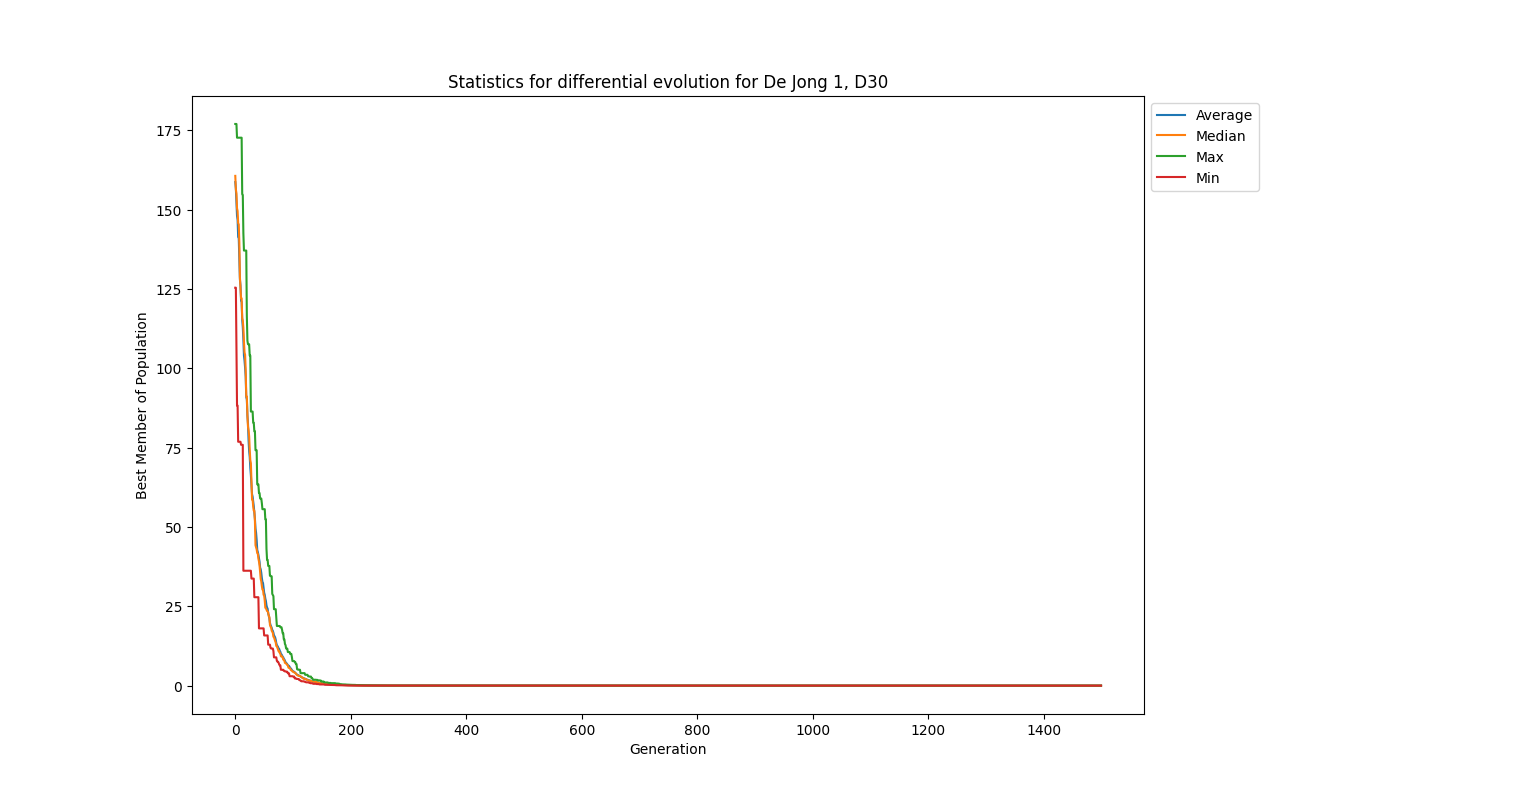 Statistics for differential evolution for De Jong 1, D30
Average
Median
Max
Min
175
150
125
100
75
50
25
0
Best Member of Population
0 200 400 600 800 1000 1200 1400
Generation